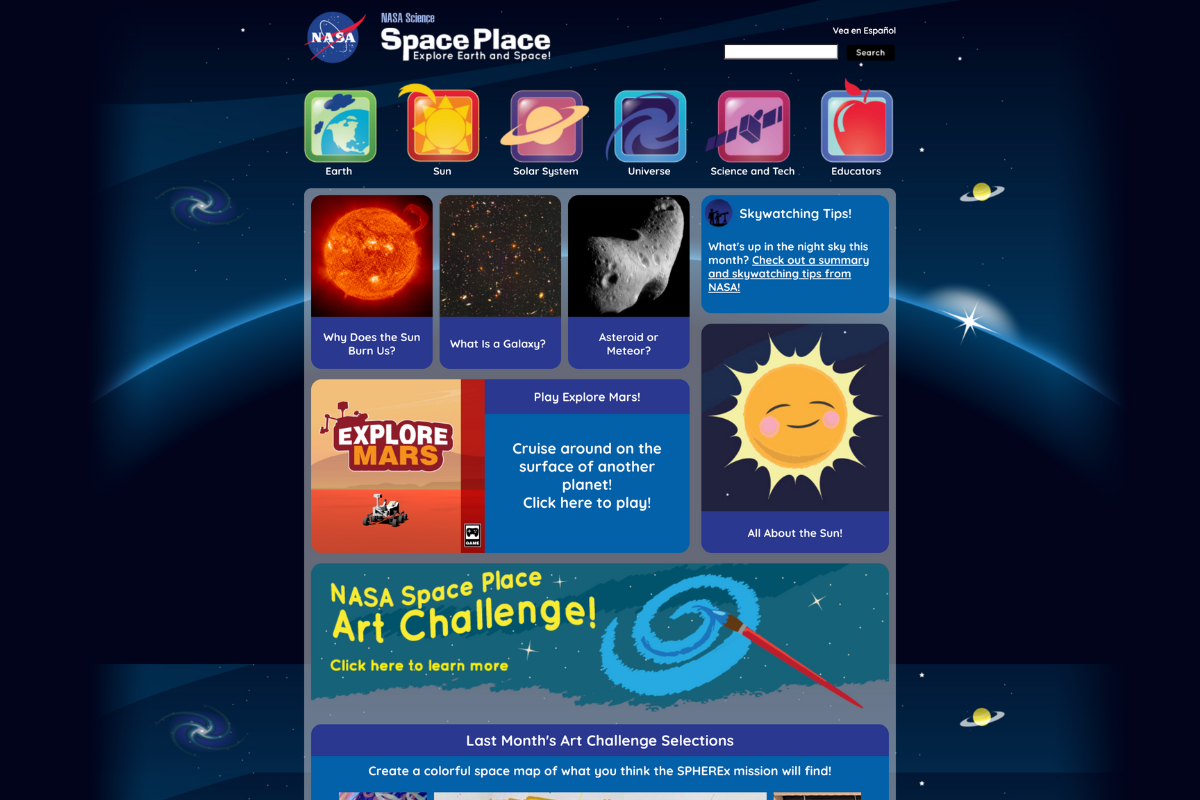 NASA
NASA Science
Space Place
Explore Earth and Space!
Vea en Español
Search
Earth
Sun
Solar System
Universe
Science and Tech
Educators
Why Does the Sun
Burn Us?
What Is a Galaxy?
Asteroid or
Meteor?
Skywatching Tips!
What's up in the night sky this
month? Check out a summary
and skywatching tips from
NASA!
EXPLORE
MARS
GAME
Play Explore Mars!
Cruise around on the
surface of another
planet!
Click here to play!
All About the Sun!
NASA Space Place
Art Challenge!
Click here to learn more
Last Month's Art Challenge Selections
Create a colorful space map of what you think the SPHEREx mission will find!